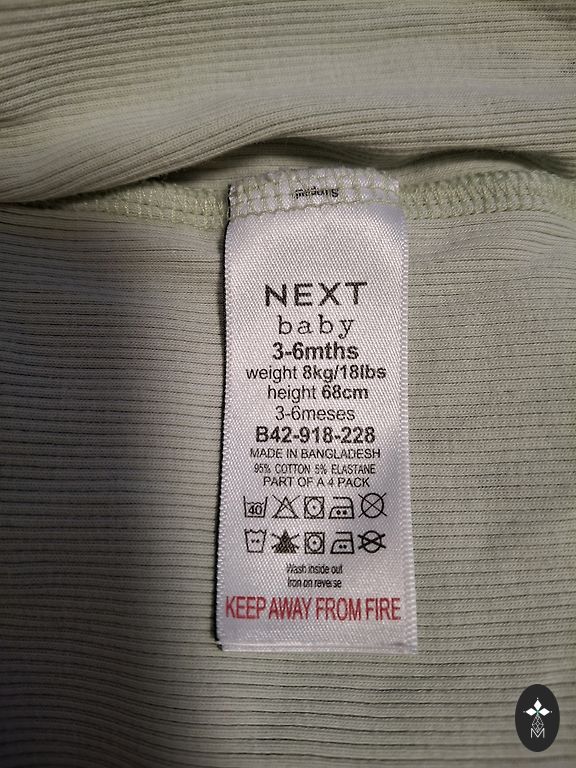 NEXT
baby
3-6mths
weight 8kg/18lbs
height 68cm
3-6meses
B42-918-228
MADE IN BANGLADESH
95% COTTON 5% ELASTANE
PART OF A 4 PACK
40
Wash inside out
Iron on reverse
KEEP AWAY FROM FIRE
M